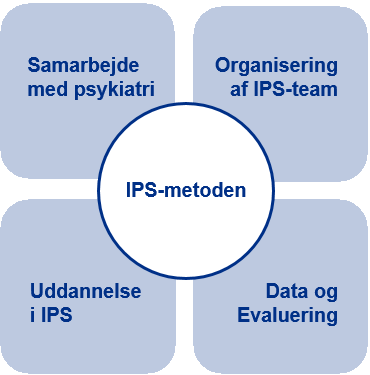 Samarbejde
med psykiatri
Organisering
af IPS-team
IPS-metoden
Uddannelse
i IPS
Data og
Evaluering